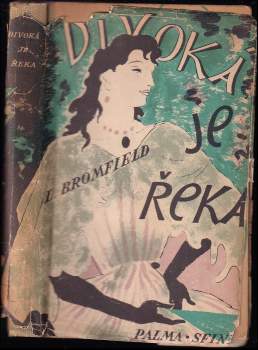 DIVOKÁ
JE
ŘEKA
DIVOKÁ
je
L. BROMFIELD
ŘEKA
PALMA · SFINX